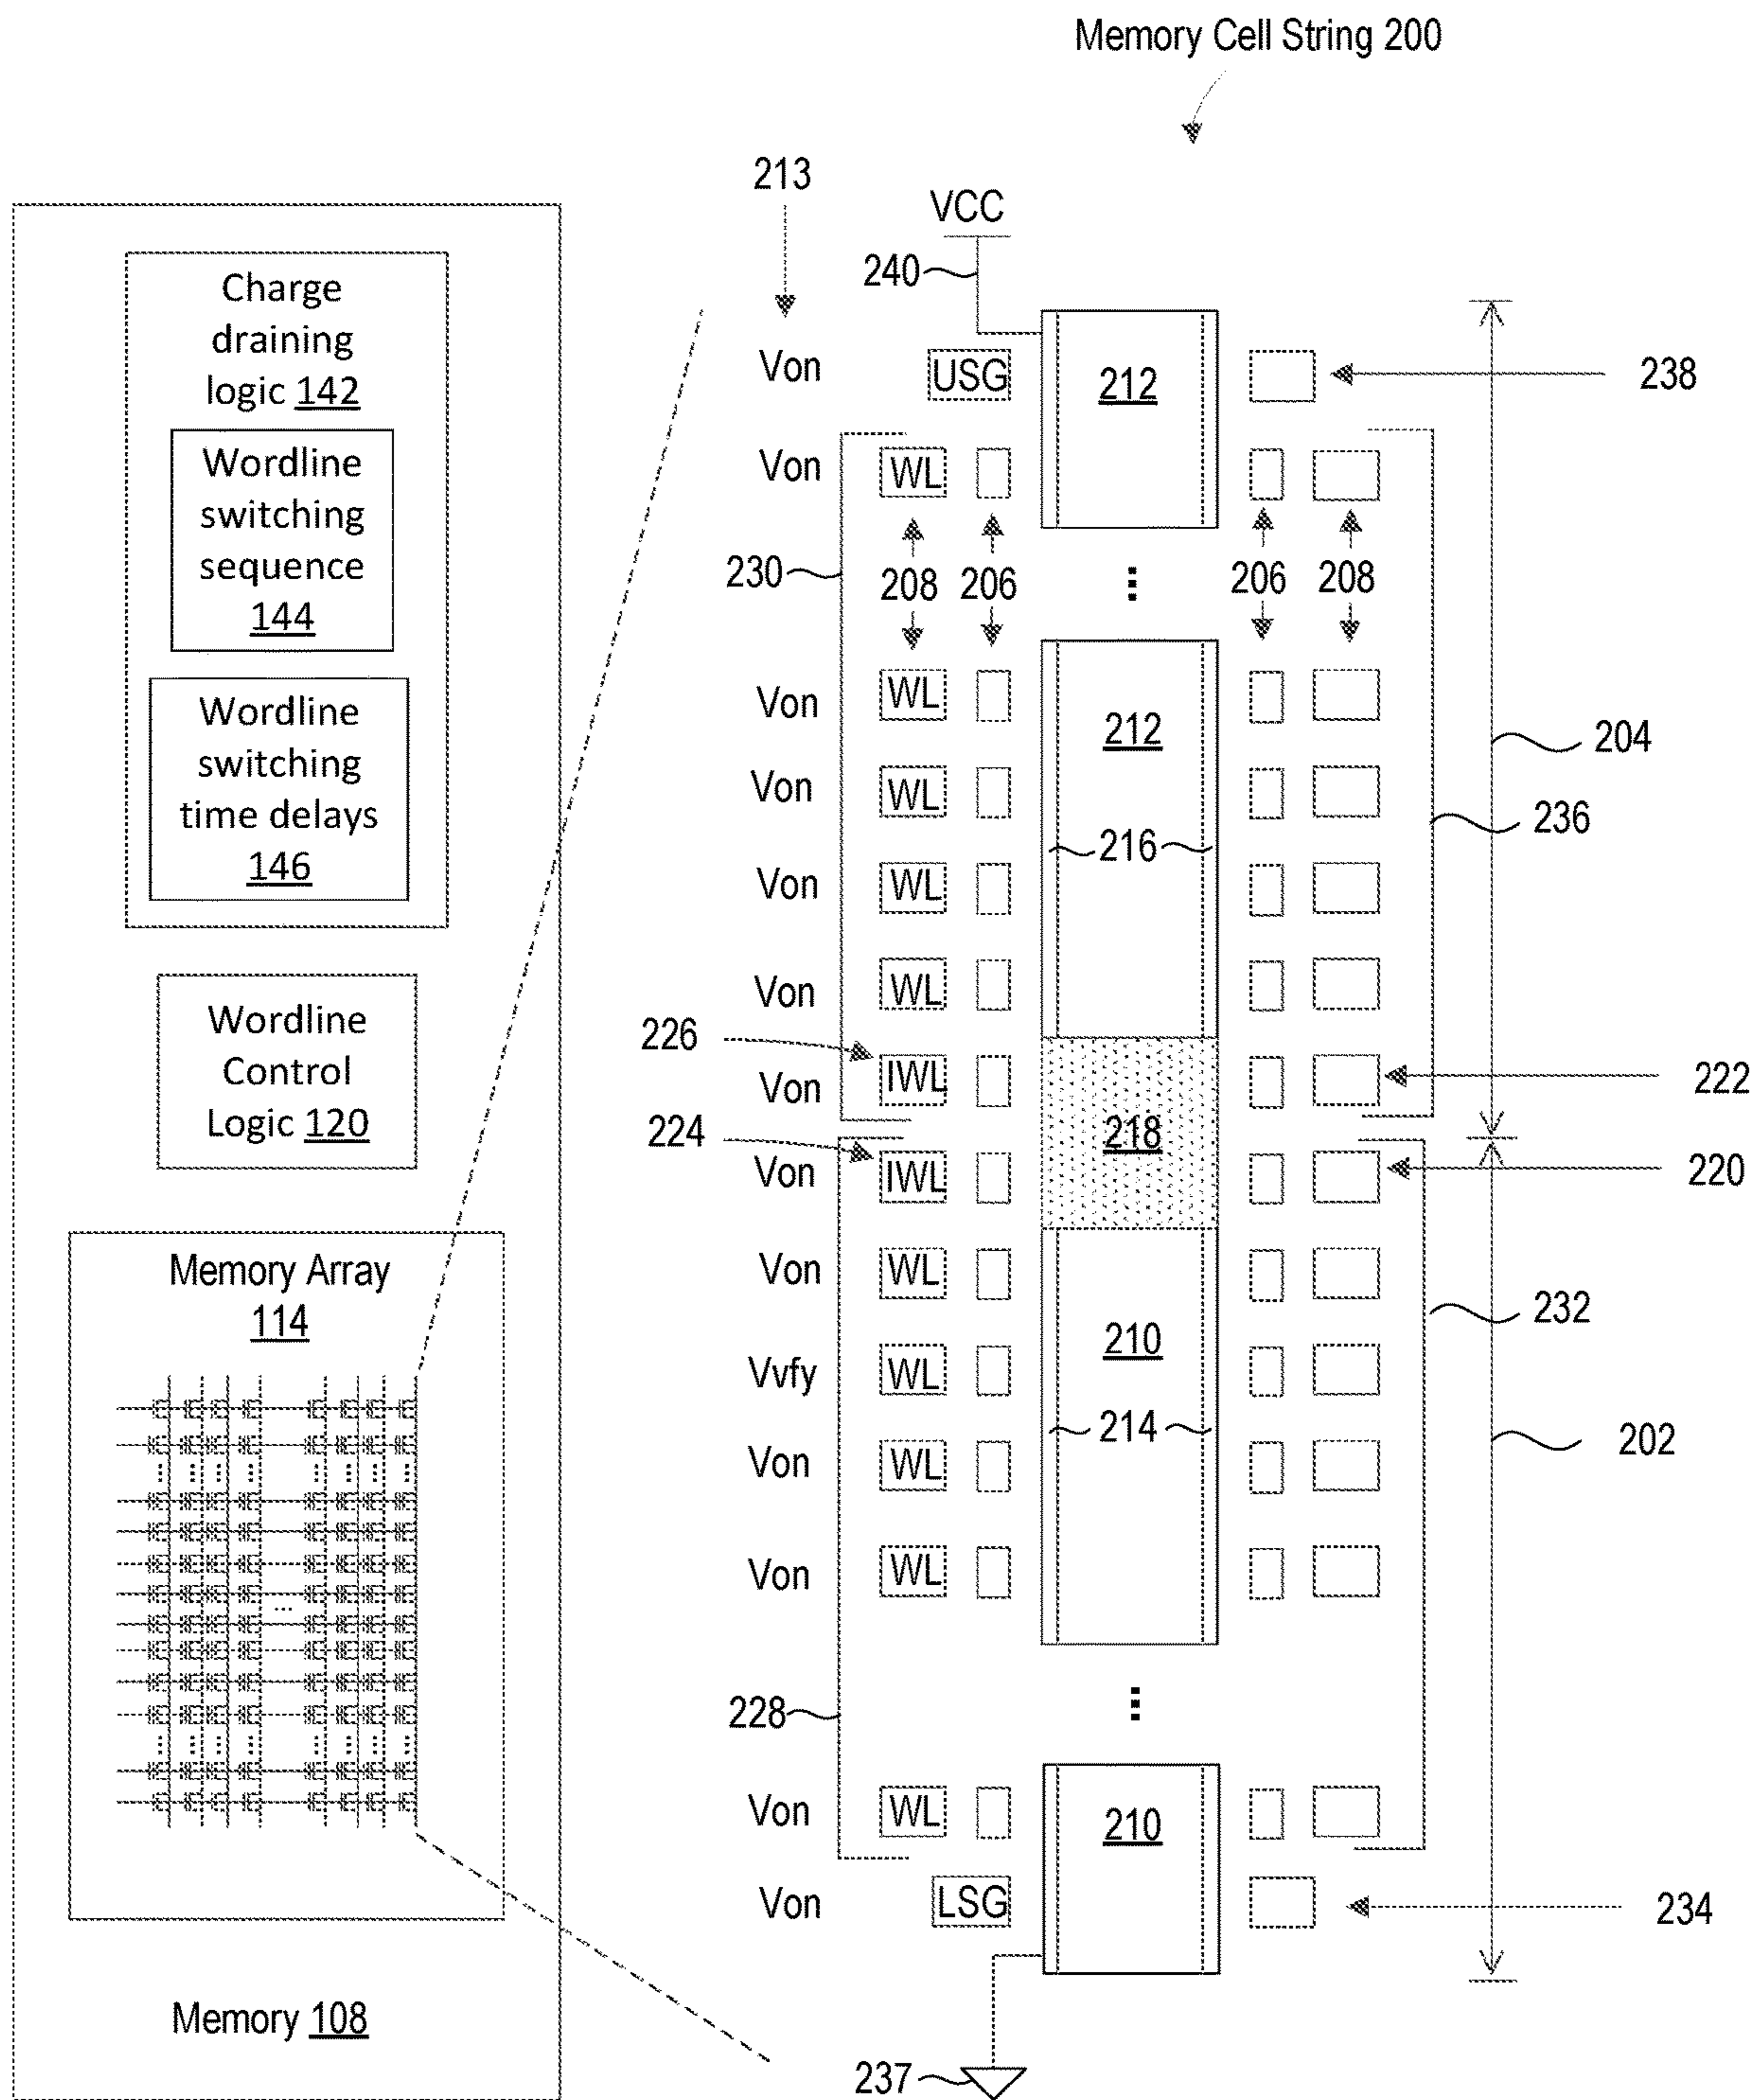 Memory Cell String 200
213
VCC
240
Charge
draining
logic 142
Wordline
switching
sequence
144
Wordline
switching
time delays
146
Wordline
Control
Logic 120
Memory Array
114
...
Memory 108
Von USG 212 238
Von WL
230 208 206 ... 206 208
Von WL 212
204
Von WL
216 236
Von WL
Von WL
226
Von IWL 222
224 218
Von IWL 220
Von WL
232
210
Vvfy WL
214
Von WL 202
Von WL
228 ...
Von WL 210
Von LSG 234
237